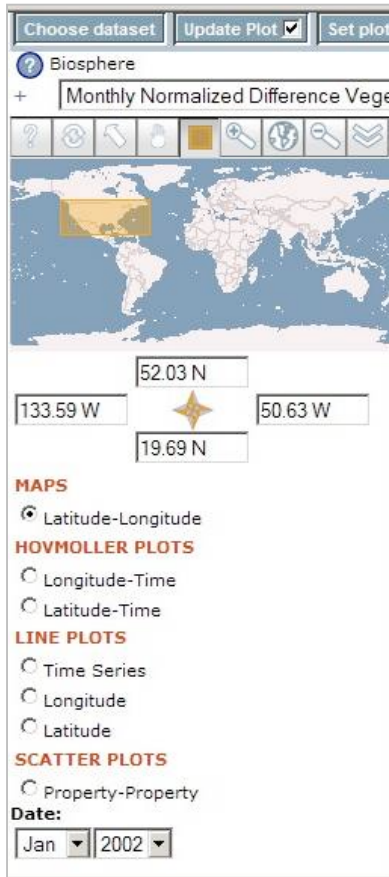 Choose dataset Update Plot Set plot
? Biosphere
+ Monthly Normalized Difference Vege
?
52.03 N
133.59 W 50.63 W
19.69 N
MAPS
Latitude-Longitude
HOVMOLLER PLOTS
Longitude-Time
Latitude-Time
LINE PLOTS
Time Series
Longitude
Latitude
SCATTER PLOTS
Property-Property
Date:
Jan 2002